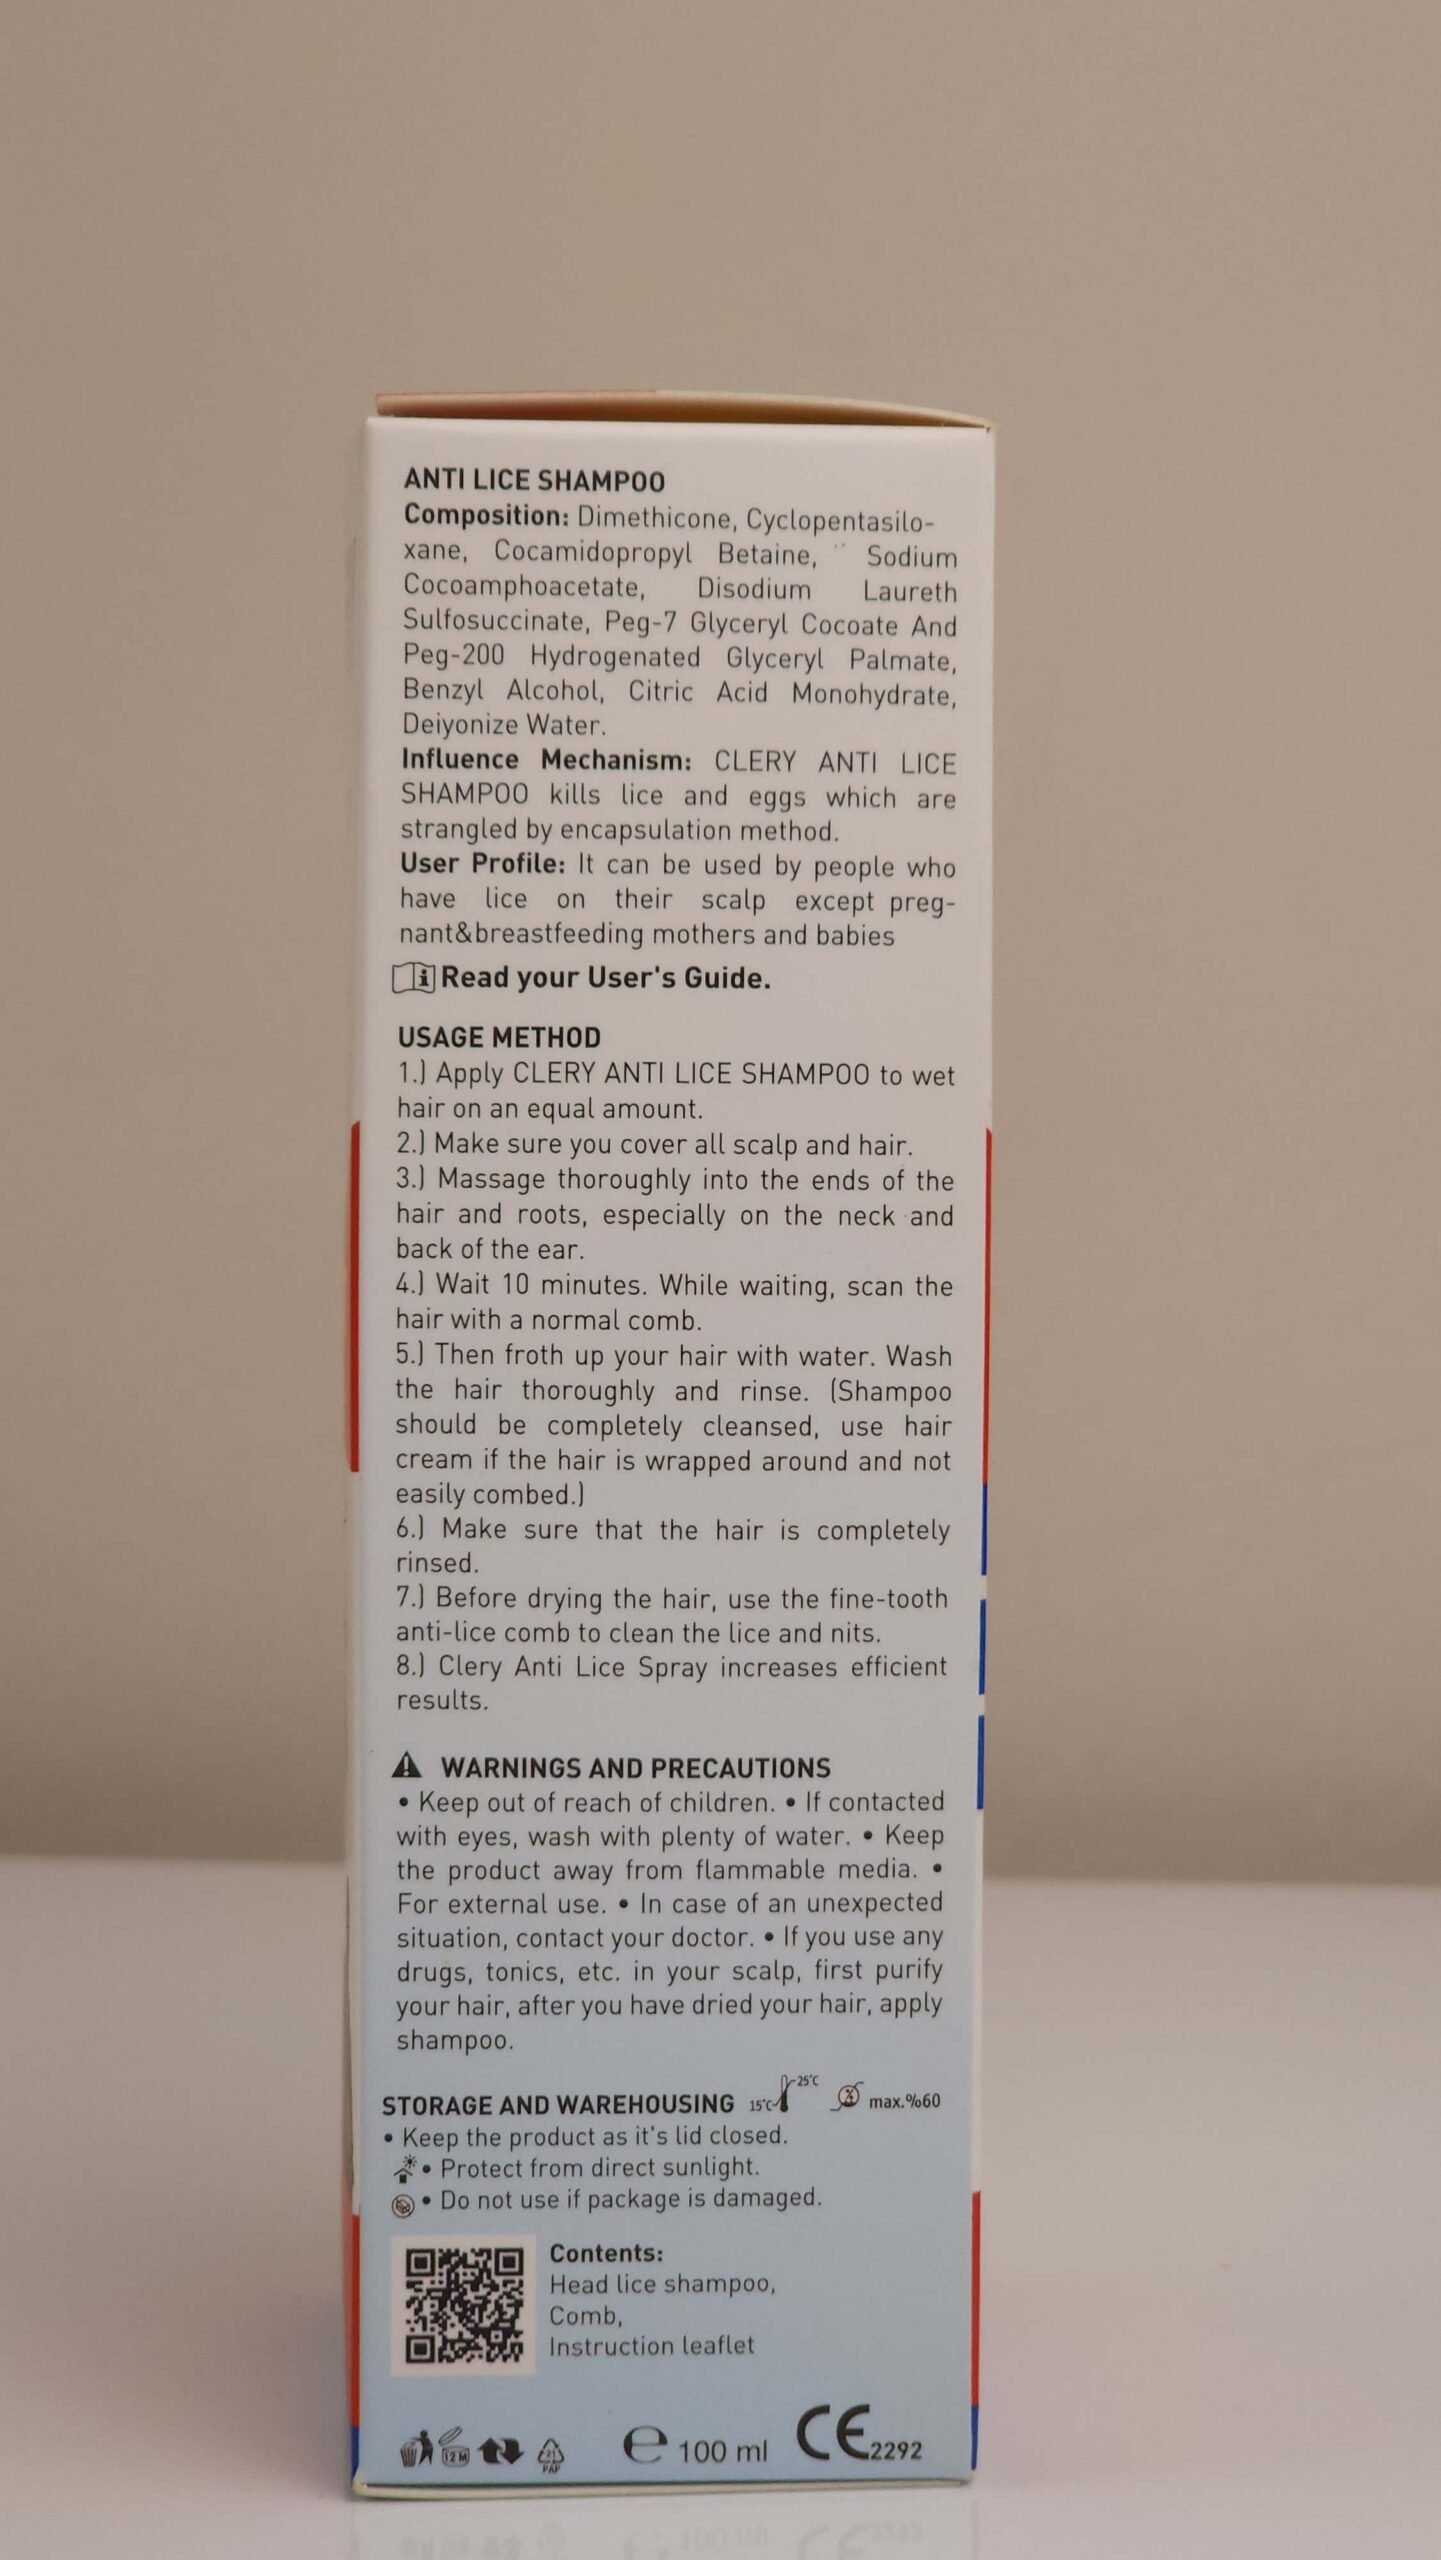 ANTI LICE SHAMPOO
Composition: Dimethicone, Cyclopentasilo-
xane, Cocamidopropyl Betaine, Sodium
Cocoamphoacetate, Disodium Laureth
Sulfosuccinate, Peg-7 Glyceryl Cocoate And
Peg-200 Hydrogenated Glyceryl Palmate,
Benzyl Alcohol, Citric Acid Monohydrate,
Deiyonize Water.
Influence Mechanism: CLERY ANTI LICE
SHAMPOO kills lice and eggs which are
strangled by encapsulation method.
User Profile: It can be used by people who
have lice on their scalp except preg-
nant&breastfeeding mothers and babies
i Read your User's Guide.
USAGE METHOD
1.) Apply CLERY ANTI LICE SHAMPOO to wet
hair on an equal amount.
2.) Make sure you cover all scalp and hair.
3.) Massage thoroughly into the ends of the
hair and roots, especially on the neck and
back of the ear.
4.) Wait 10 minutes. While waiting, scan the
hair with a normal comb.
5.) Then froth up your hair with water. Wash
the hair thoroughly and rinse. (Shampoo
should be completely cleansed, use hair
cream if the hair is wrapped around and not
easily combed.)
6.) Make sure that the hair is completely
rinsed.
7.) Before drying the hair, use the fine-tooth
anti-lice comb to clean the lice and nits.
8.) Clery Anti Lice Spray increases efficient
results.
WARNINGS AND PRECAUTIONS
• Keep out of reach of children. • If contacted
with eyes, wash with plenty of water. • Keep
the product away from flammable media. •
For external use. • In case of an unexpected
situation, contact your doctor. • If you use any
drugs, tonics, etc. in your scalp, first purify
your hair, after you have dried your hair, apply
shampoo.
STORAGE AND WAREHOUSING 15°C 25°C max.%60
• Keep the product as it's lid closed.
• Protect from direct sunlight.
• Do not use if package is damaged.
Contents:
Head lice shampoo,
Comb,
Instruction leaflet
12M 21 PAP e 100 ml CE 2292